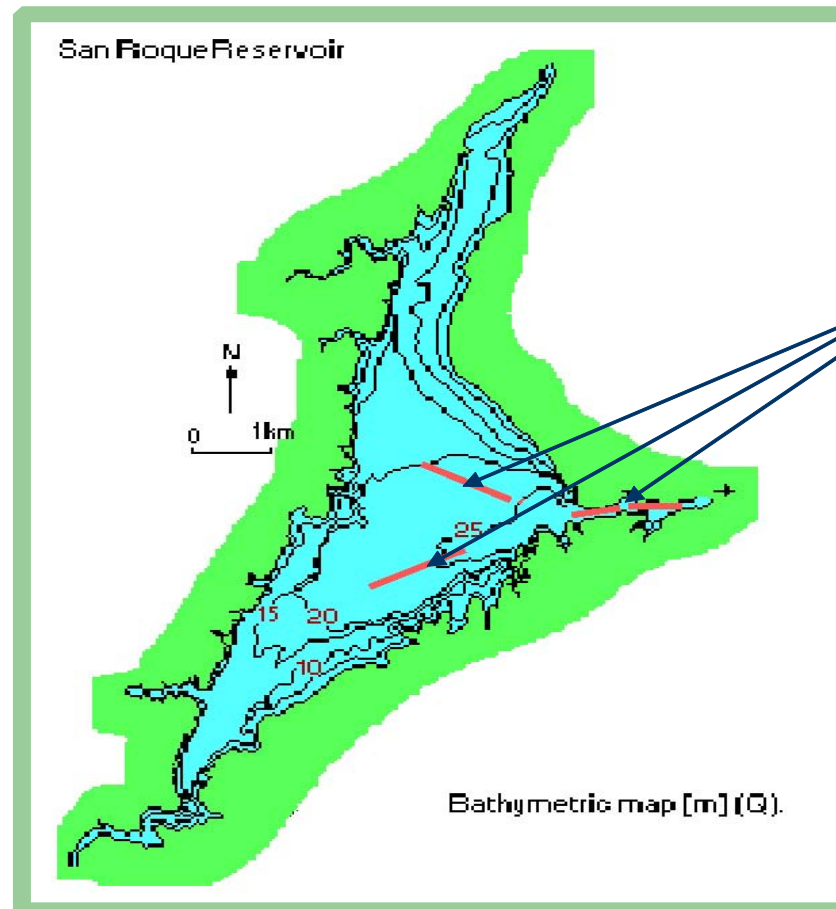 San Roque Reservoir
N
0 1km
25
15 20
10
Bathymetric map [m] (Q).